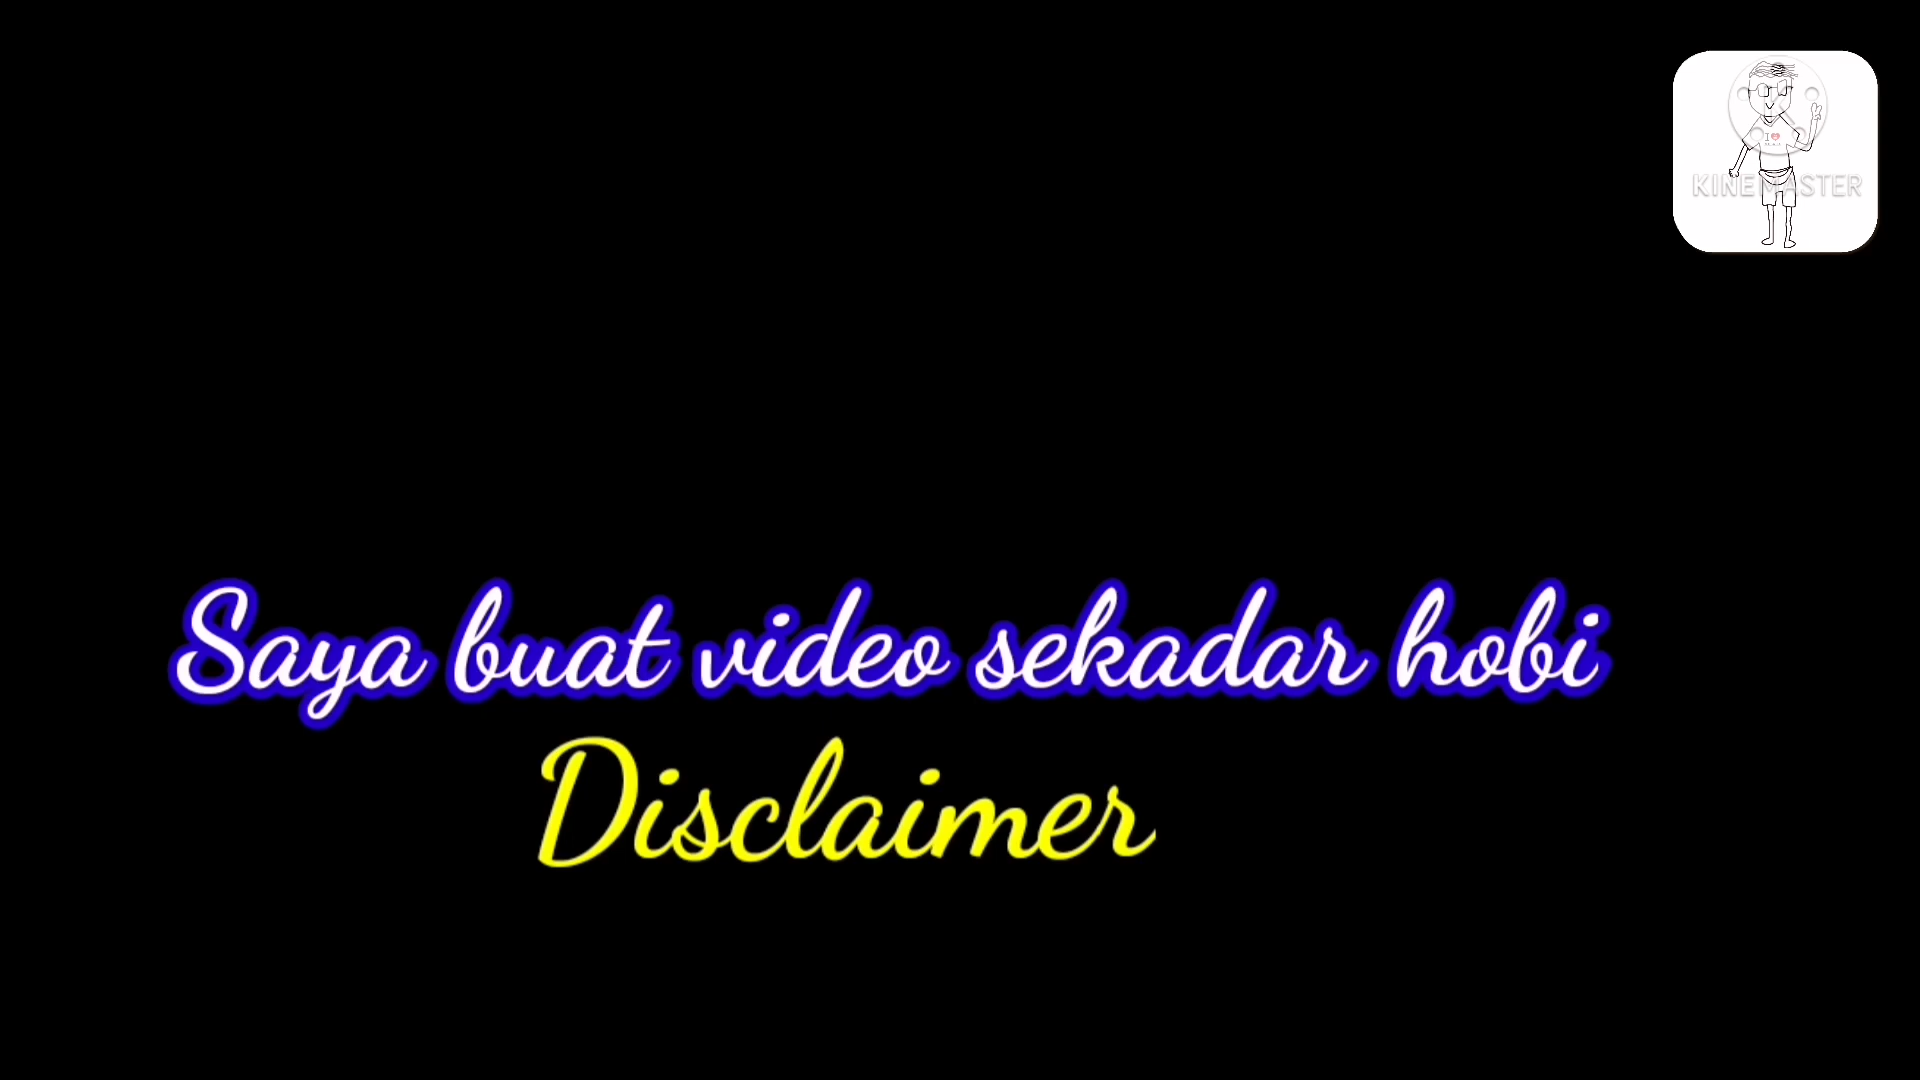 I ❤
KINEMASTER
Saya buat video sekadar hobi
Disclaimer